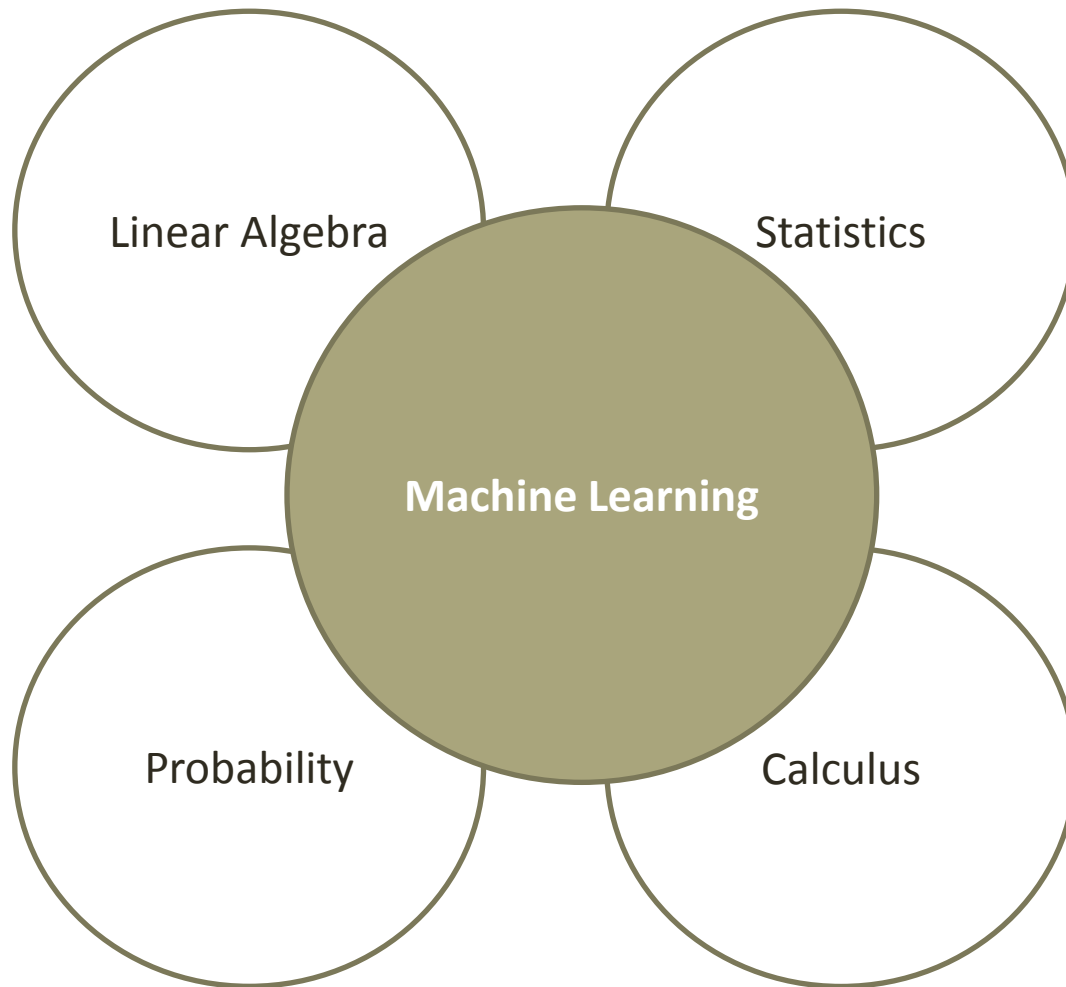 Linear Algebra
Statistics
Machine Learning
Probability
Calculus